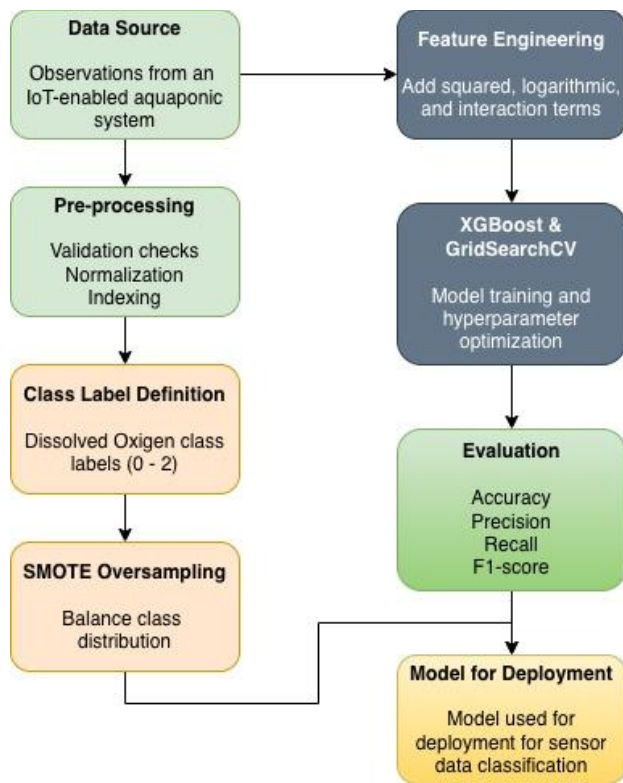 Data Source
Observations from an
IoT-enabled aquaponic
system
Pre-processing
Validation checks
Normalization
Indexing
Class Label Definition
Dissolved Oxigen class
labels (0 - 2)
SMOTE Oversampling
Balance class
distribution
Feature Engineering
Add squared, logarithmic,
and interaction terms
XGBoost &
GridSearchCV
Model training and
hyperparameter
optimization
Evaluation
Accuracy
Precision
Recall
F1-score
Model for Deployment
Model used for
deployment for sensor
data classification